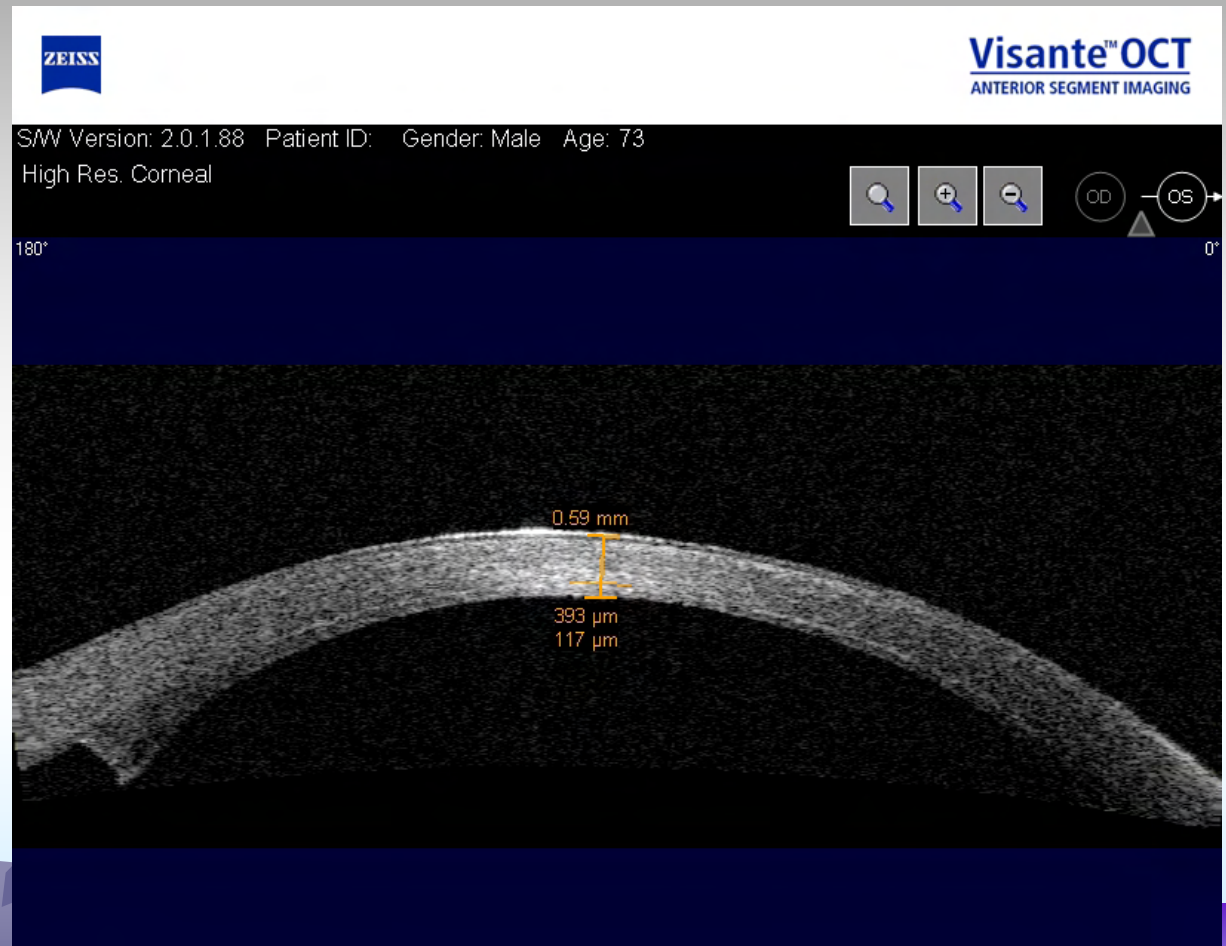 ZEISS
Visante™ OCT
ANTERIOR SEGMENT IMAGING
S/W Version: 2.0.1.88 Patient ID: Gender: Male Age: 73
High Res. Corneal
OD OS
180° 0°
0.59 mm
393 µm
117 µm